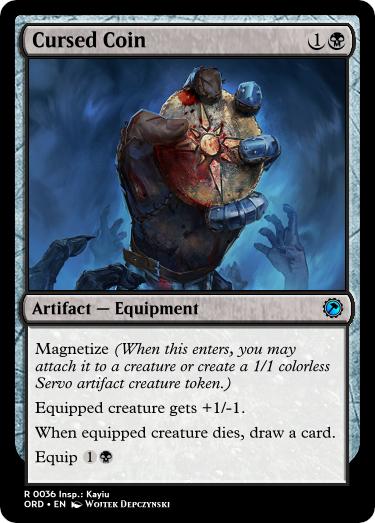 Cursed Coin 1
Artifact — Equipment
Magnetize (When this enters, you may
attach it to a creature or create a 1/1 colorless
Servo artifact creature token.)
Equipped creature gets +1/-1.
When equipped creature dies, draw a card.
Equip 1
R 0036 Insp.: Kayiu
ORD • EN Wojtek Depczynski